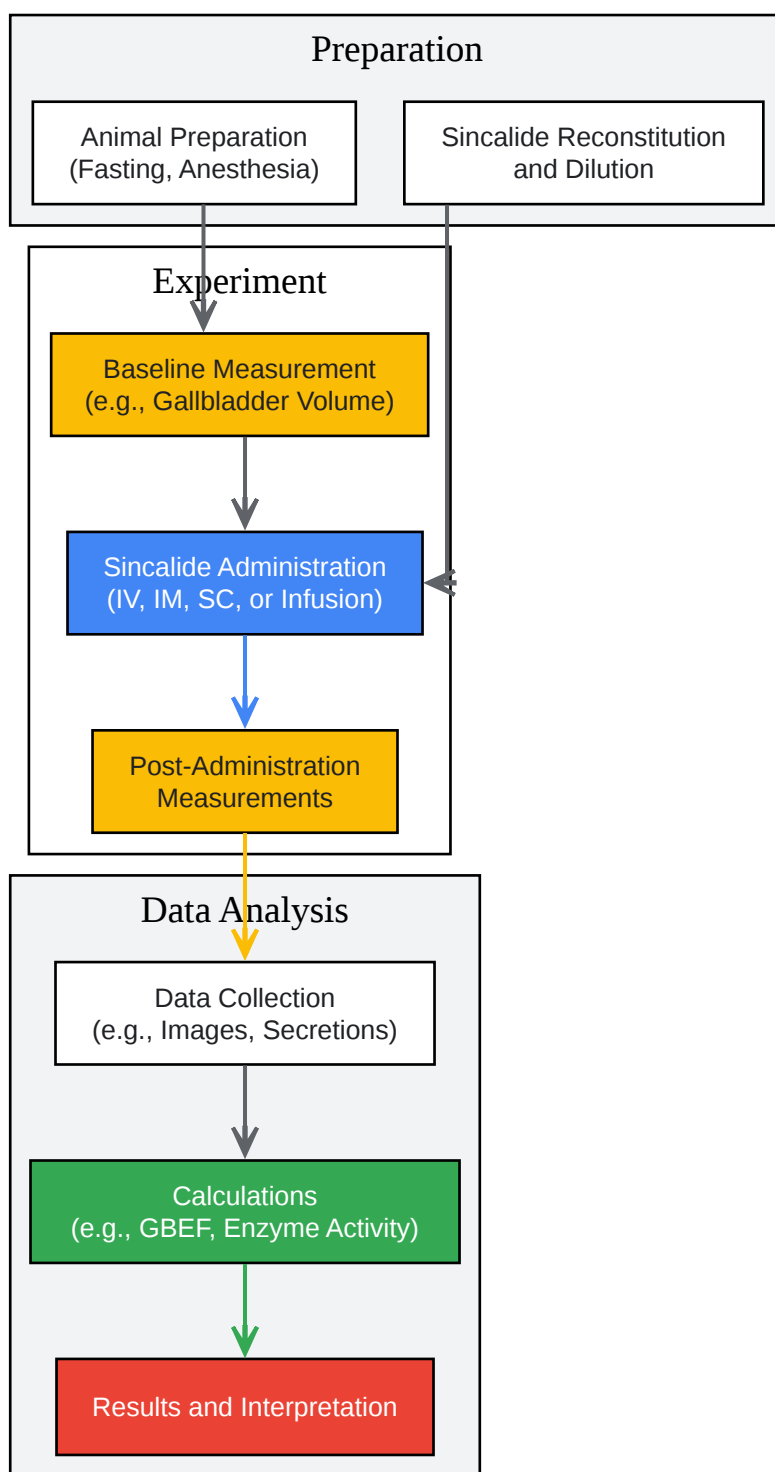 Preparation
Animal Preparation
(Fasting, Anesthesia)
Sincalide Reconstitution
and Dilution
Experiment
Baseline Measurement
(e.g., Gallbladder Volume)
Sincalide Administration
(IV, IM, SC, or Infusion)
Post-Administration
Measurements
Data Analysis
Data Collection
(e.g., Images, Secretions)
Calculations
(e.g., GBEF, Enzyme Activity)
Results and Interpretation